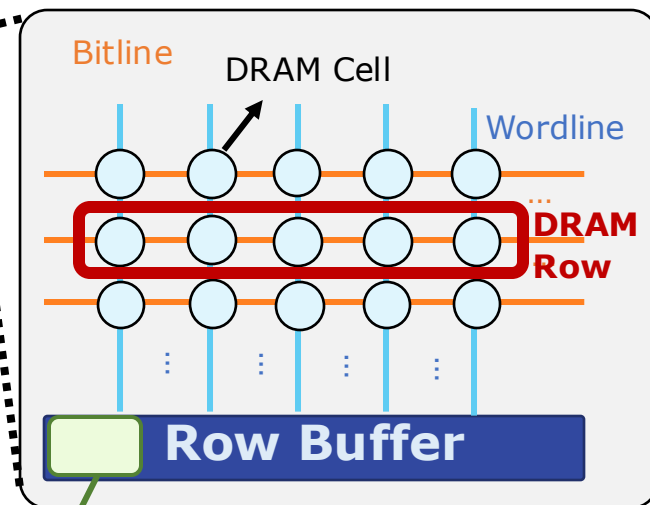 Bitline
DRAM Cell
Wordline
...
DRAM
Row
... ... ... ...
Row Buffer